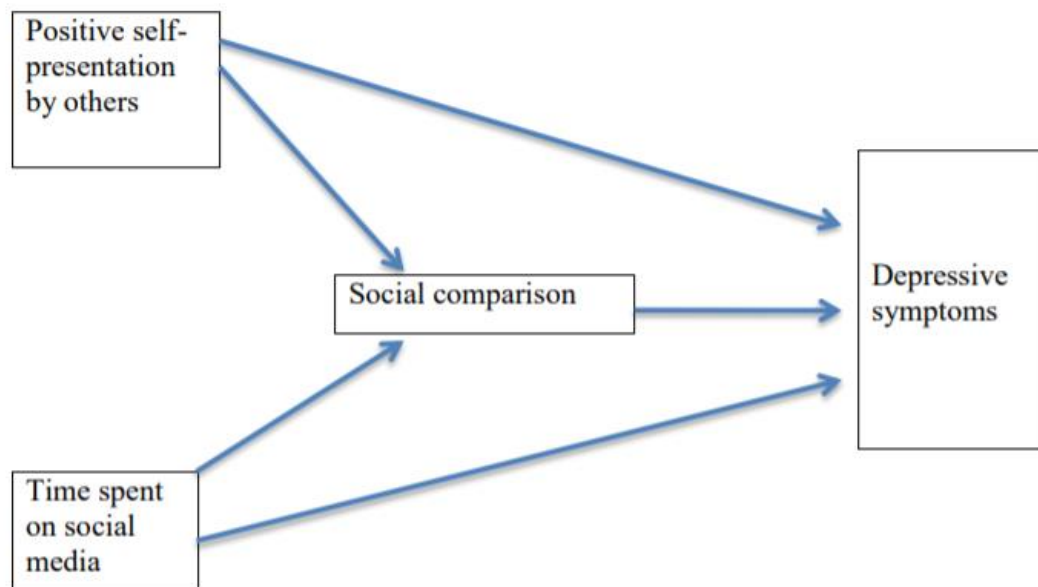 Positive self-
presentation
by others
Social comparison
Depressive
symptoms
Time spent
on social
media